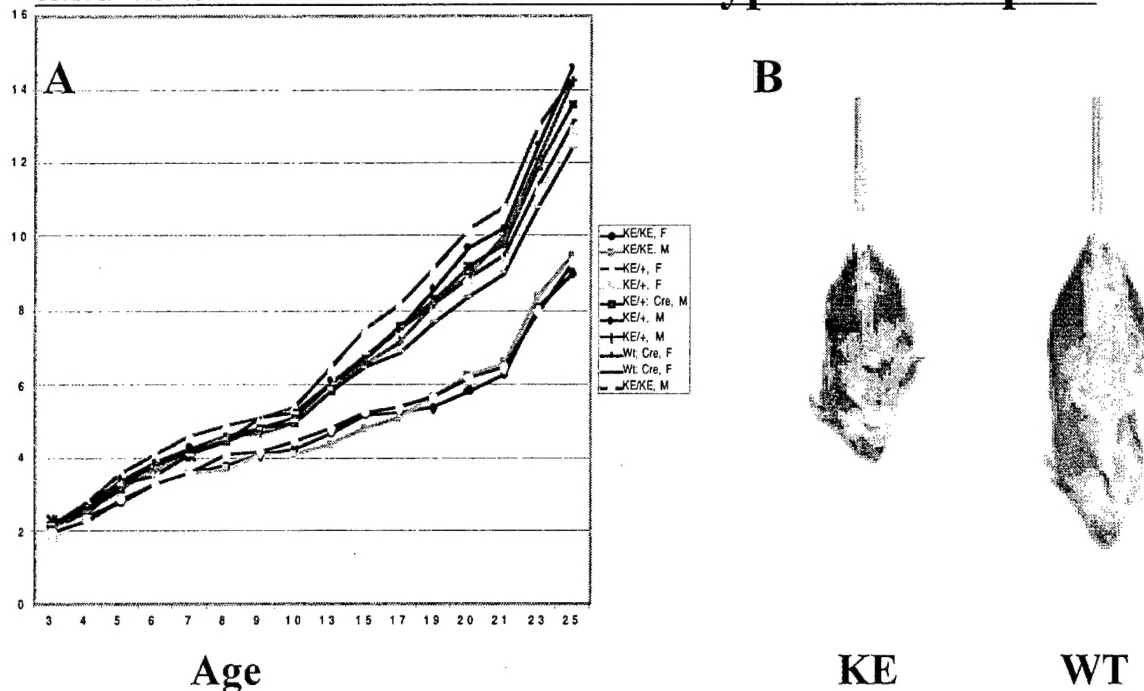 A
16
14
12
10
8
6
4
2
0
3 4 5 6 7 8 9 10 13 15 17 19 20 21 23 25
Age
KE/KE, F
KE/KE, M
KE/+, F
KE/+, F
KE/+; Cre, M
KE/+, M
KE/+, M
Wt; Cre, F
Wt; Cre, F
KE/KE, M
B
KE WT